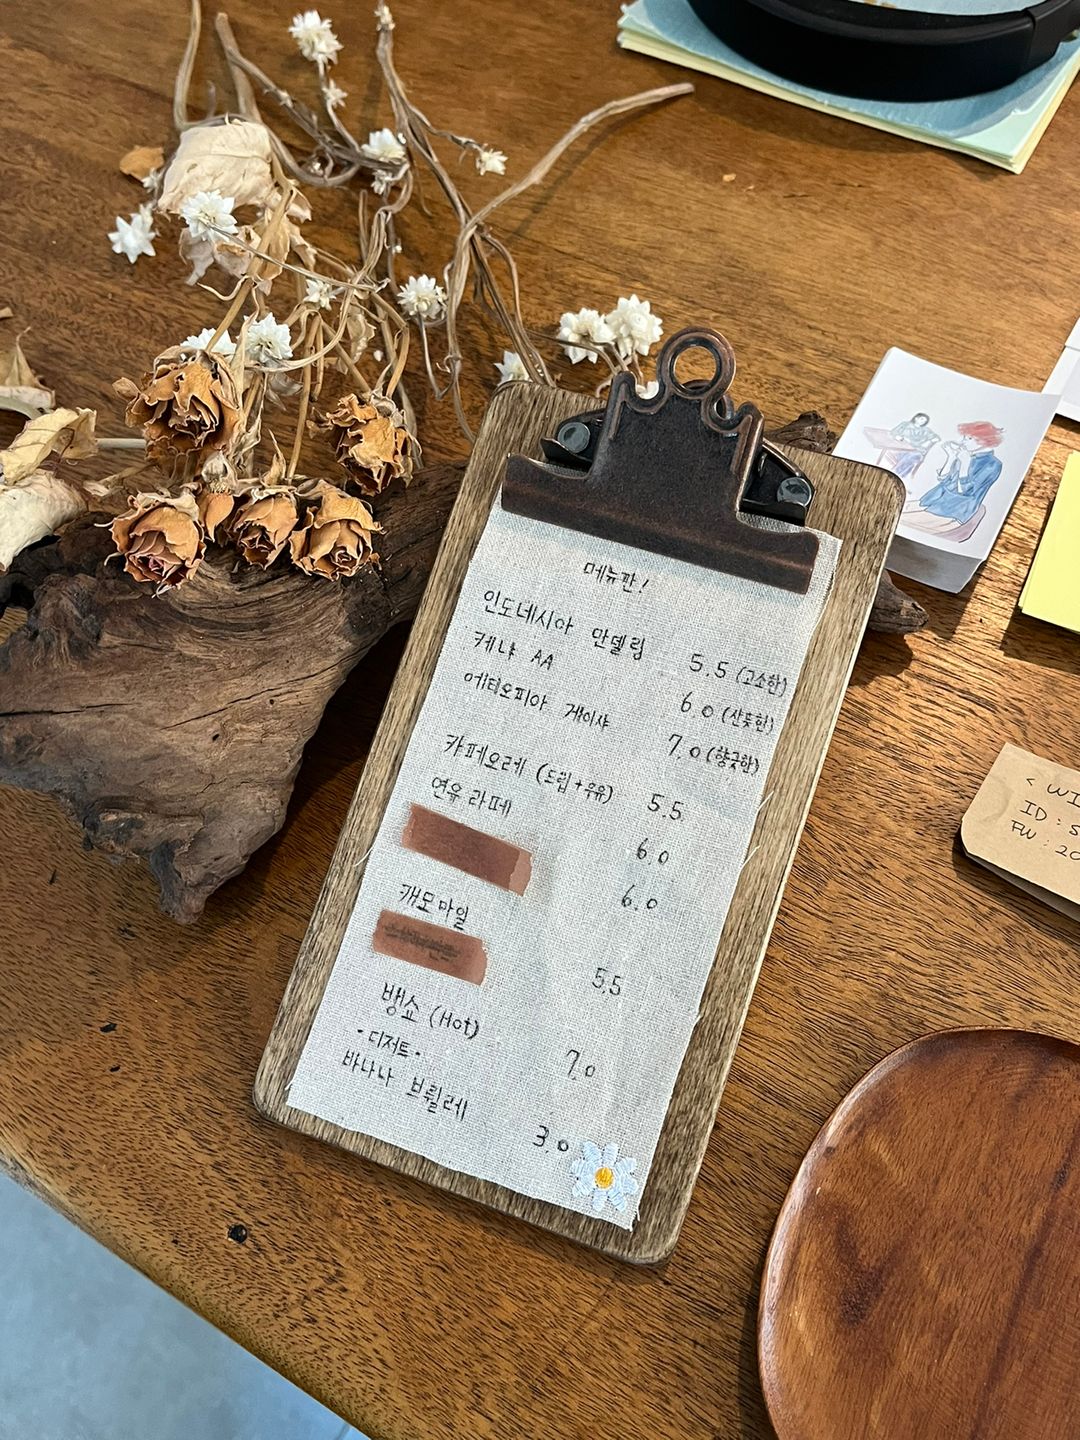 메뉴판!
인도네시아 만델링 5.5 (고소한)
케냐 AA 6.0 (산뜻한)
에티오피아 게이샤 7.0 (향긋한)
카페오레 (드립+우유) 5.5
연유라떼 6.0
6.0
캐모마일 5.5
뱅쇼 (Hot) 7.0
-디저트-
바나나 브륄레 3.0
< WI
ID : S
PW : 20